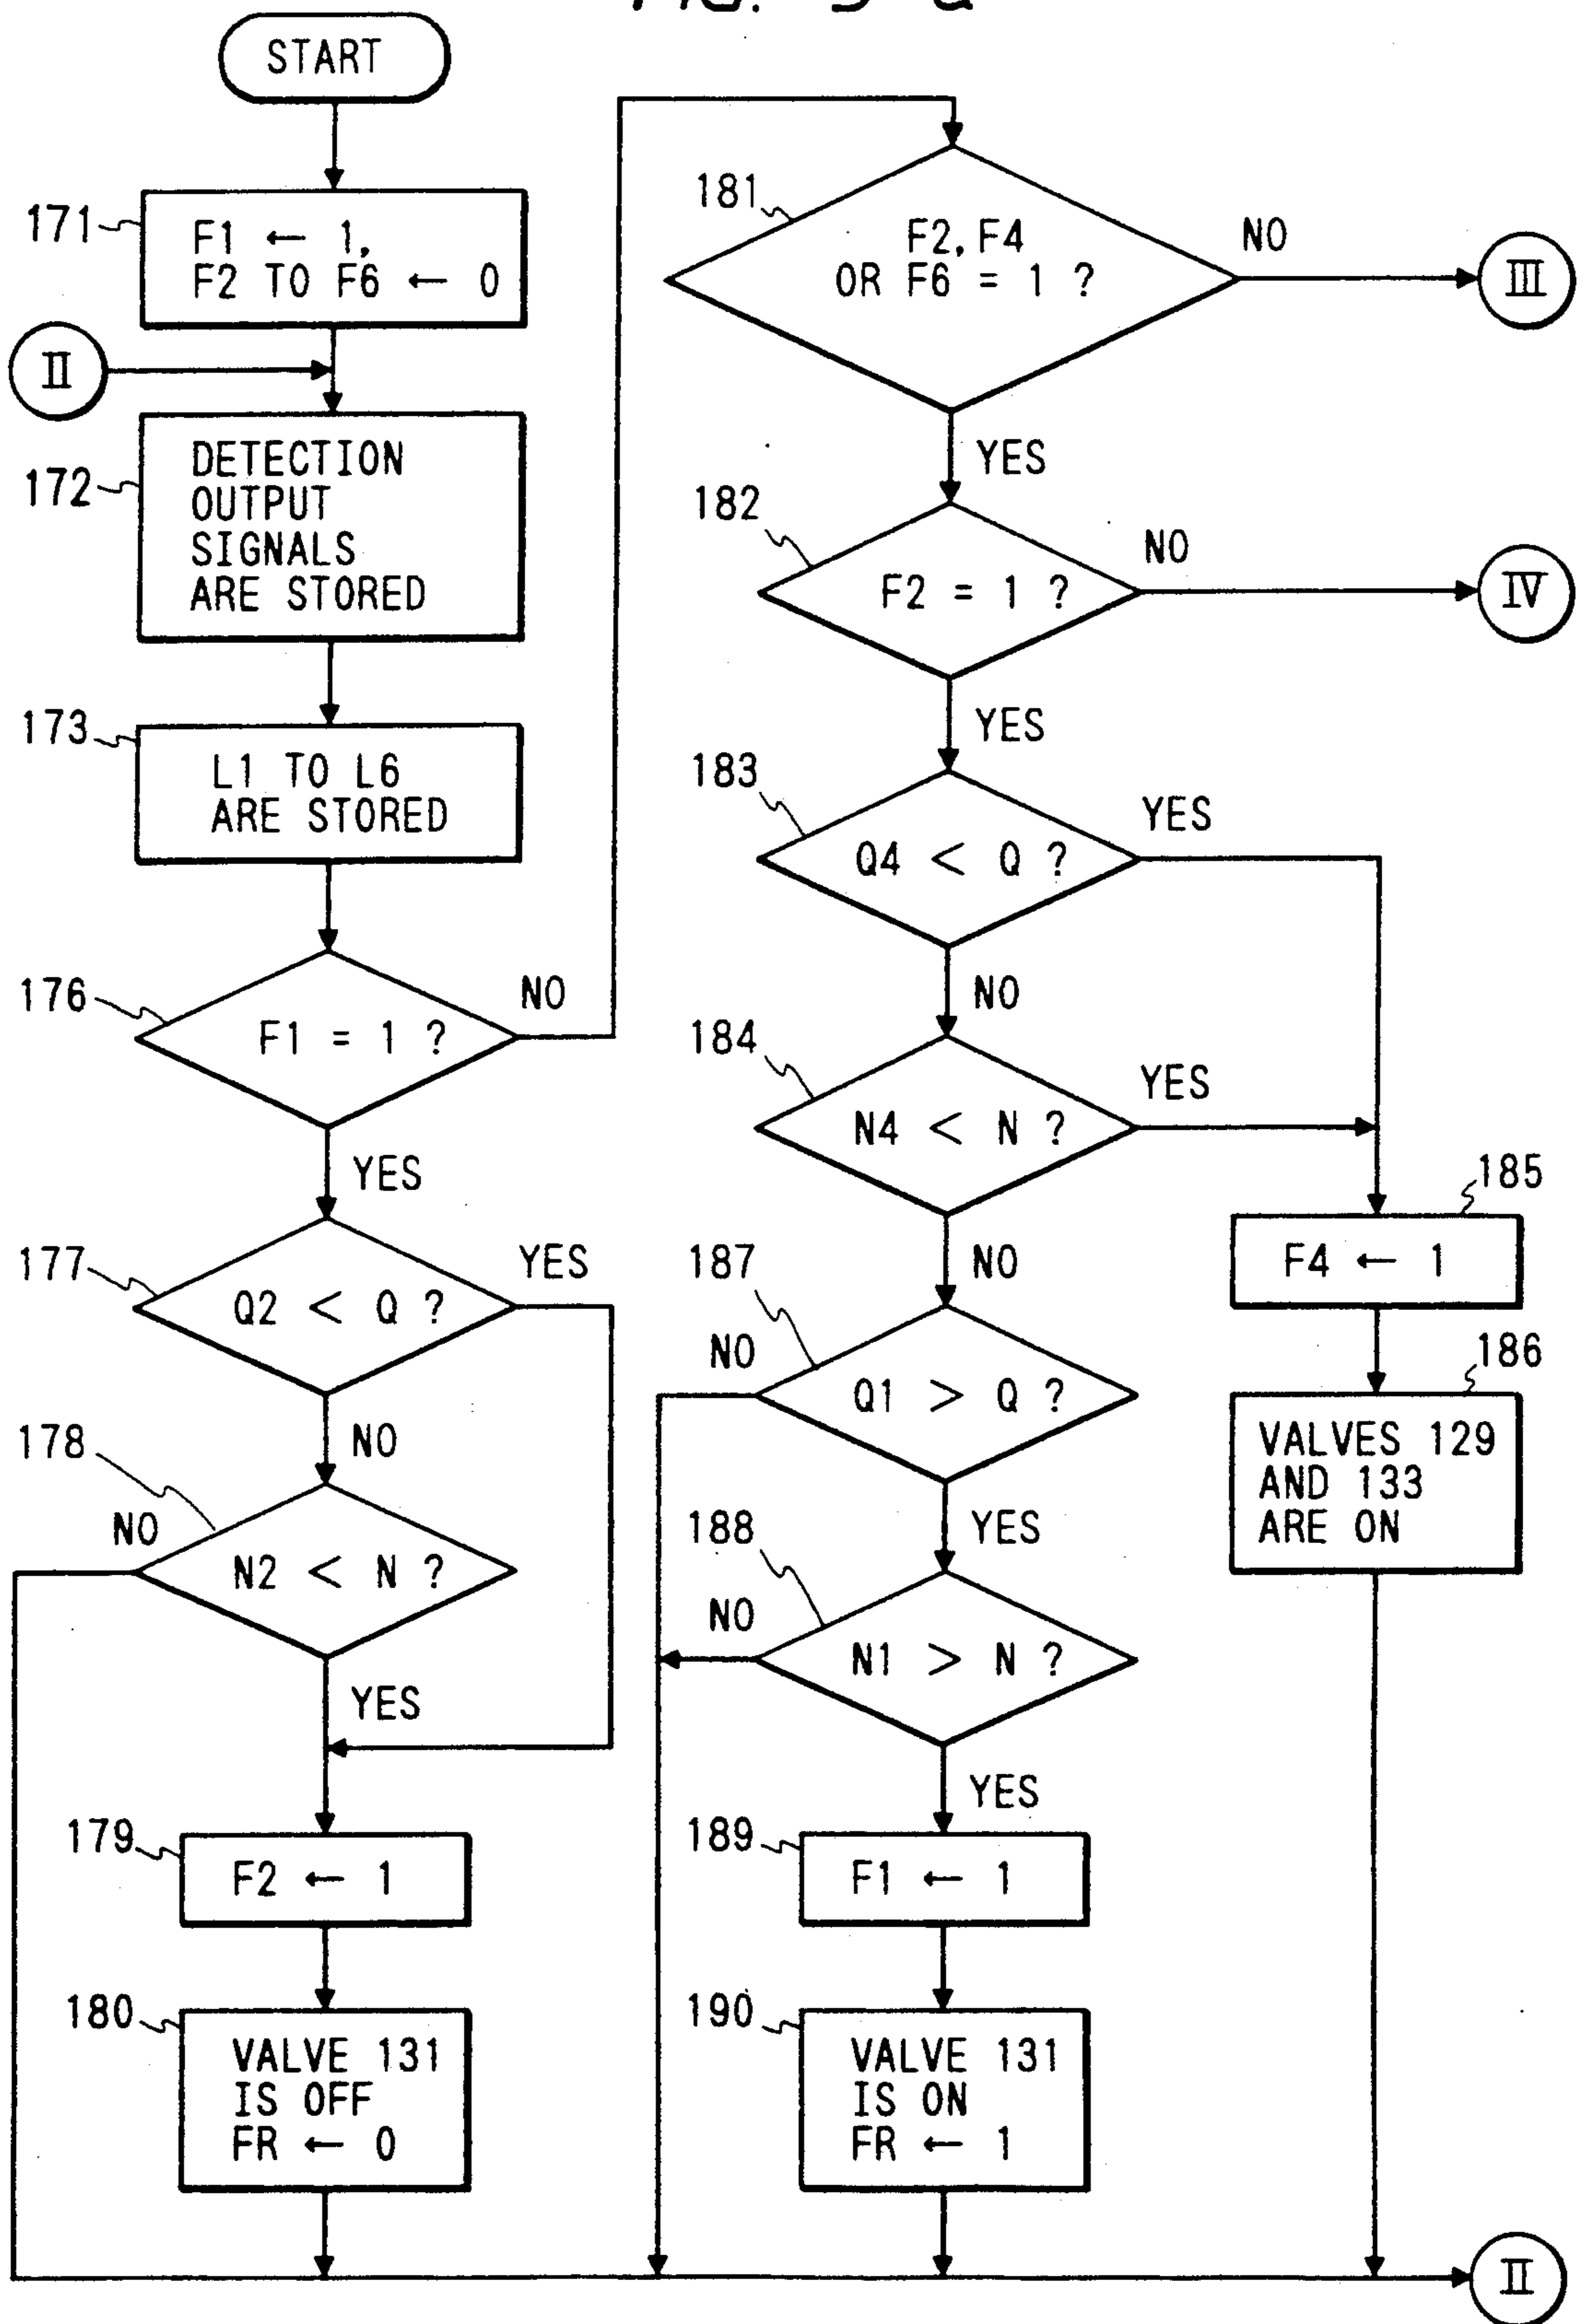 START
171
F1 ← 1,
F2 TO F6 ← 0
II
172
DETECTION
OUTPUT
SIGNALS
ARE STORED
173
L1 TO L6
ARE STORED
176
F1 = 1 ?
NO
YES
177
Q2 < Q ?
YES
NO
178
N2 < N ?
NO
YES
179
F2 ← 1
180
VALVE 131
IS OFF
FR ← 0
181
F2, F4
OR F6 = 1 ?
NO
III
YES
182
F2 = 1 ?
NO
IV
YES
183
Q4 < Q ?
YES
NO
184
N4 < N ?
YES
NO
185
F4 ← 1
186
VALVES 129
AND 133
ARE ON
187
Q1 > Q ?
NO
YES
188
N1 > N ?
NO
YES
189
F1 ← 1
190
VALVE 131
IS ON
FR ← 1
II